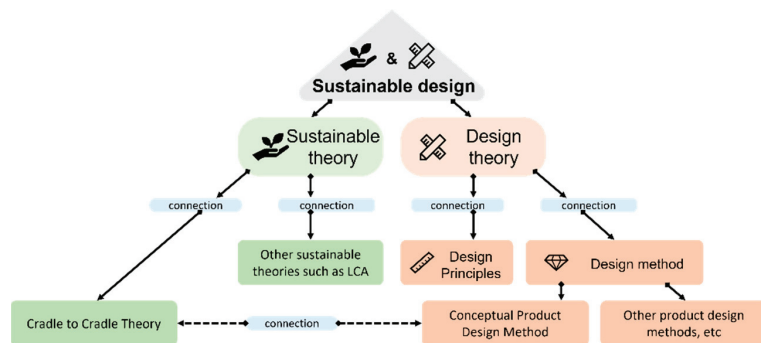 &
Sustainable design
Sustainable
theory
Design
theory
connection
connection
connection
connection
Other sustainable
theories such as LCA
Design
Principles
Design method
Cradle to Cradle Theory
connection
Conceptual Product
Design Method
Other product design
methods, etc